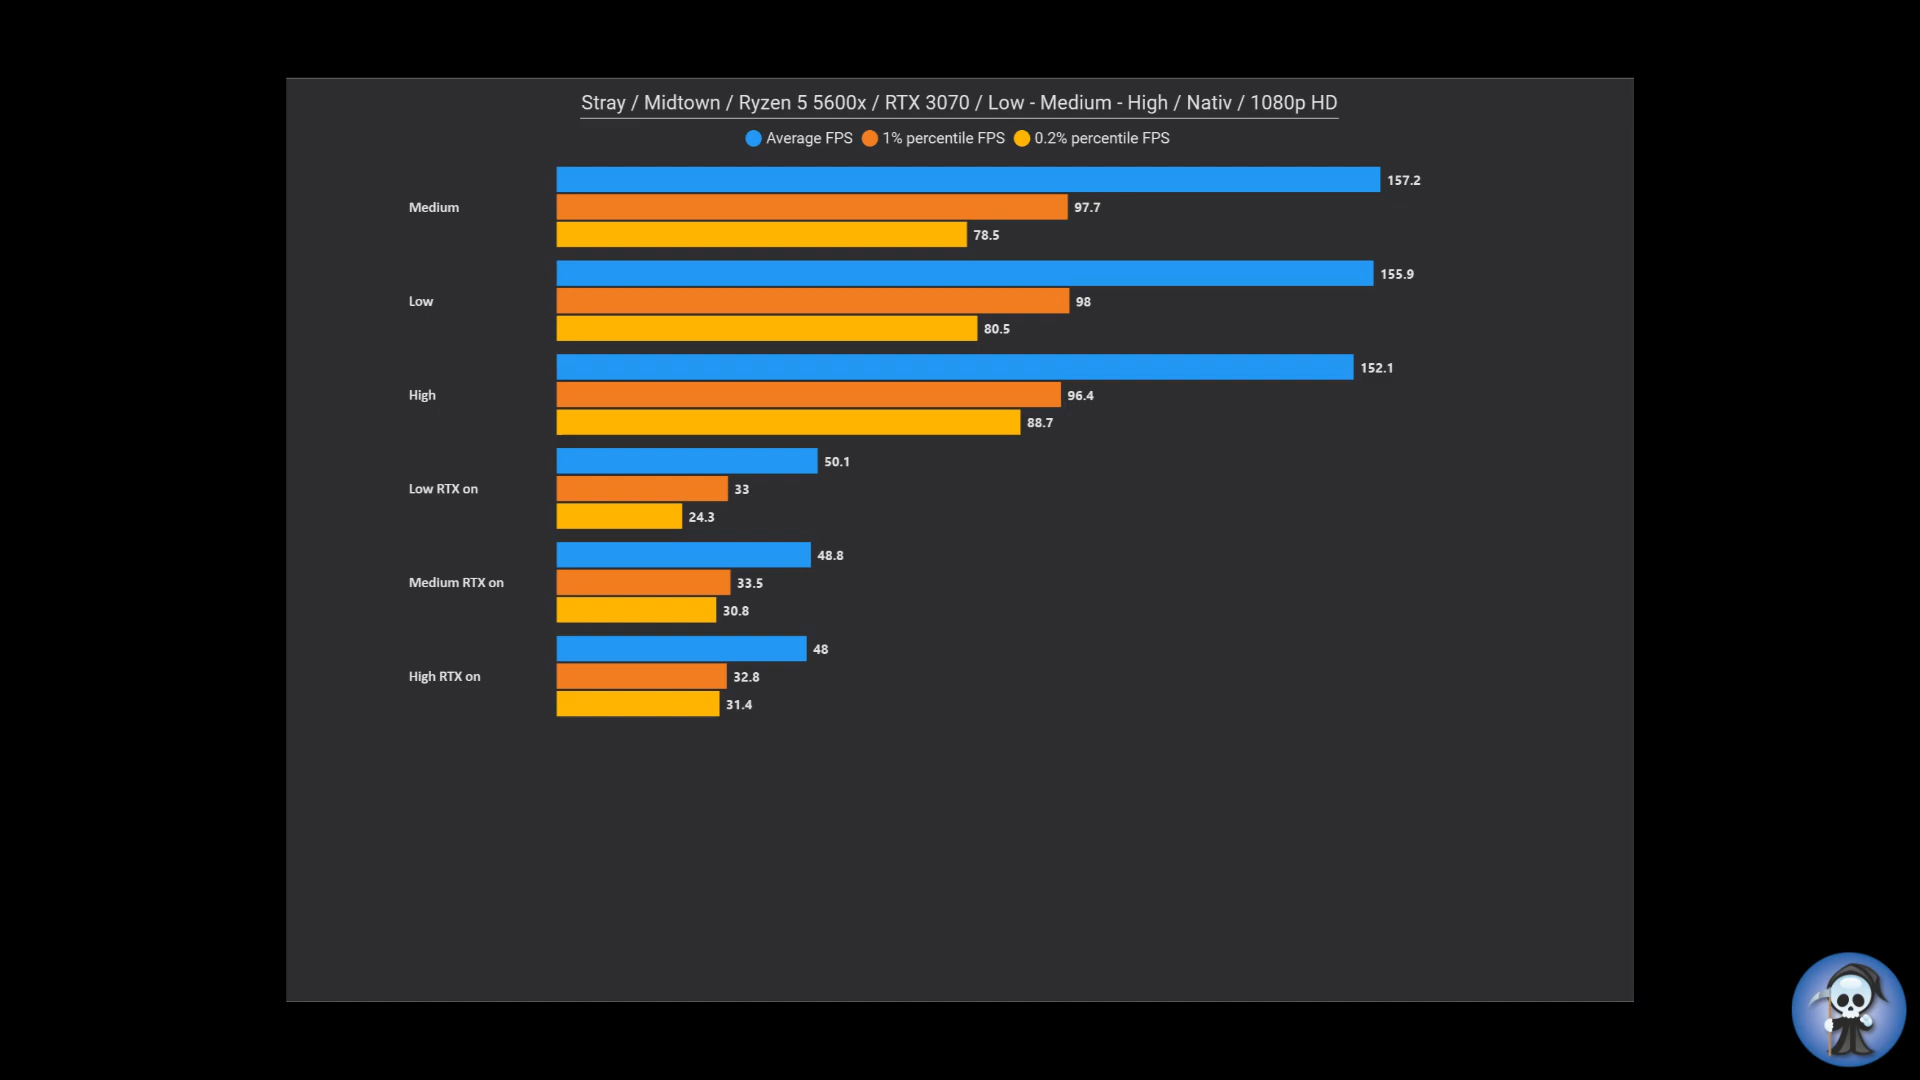 Stray / Midtown / Ryzen 5 5600x / RTX 3070 / Low - Medium - High / Nativ / 1080p HD
Average FPS 1% percentile FPS 0.2% percentile FPS
157.2
Medium 97.7
78.5
155.9
Low 98
80.5
152.1
High 96.4
88.7
50.1
Low RTX on 33
24.3
48.8
Medium RTX on 33.5
30.8
48
High RTX on 32.8
31.4